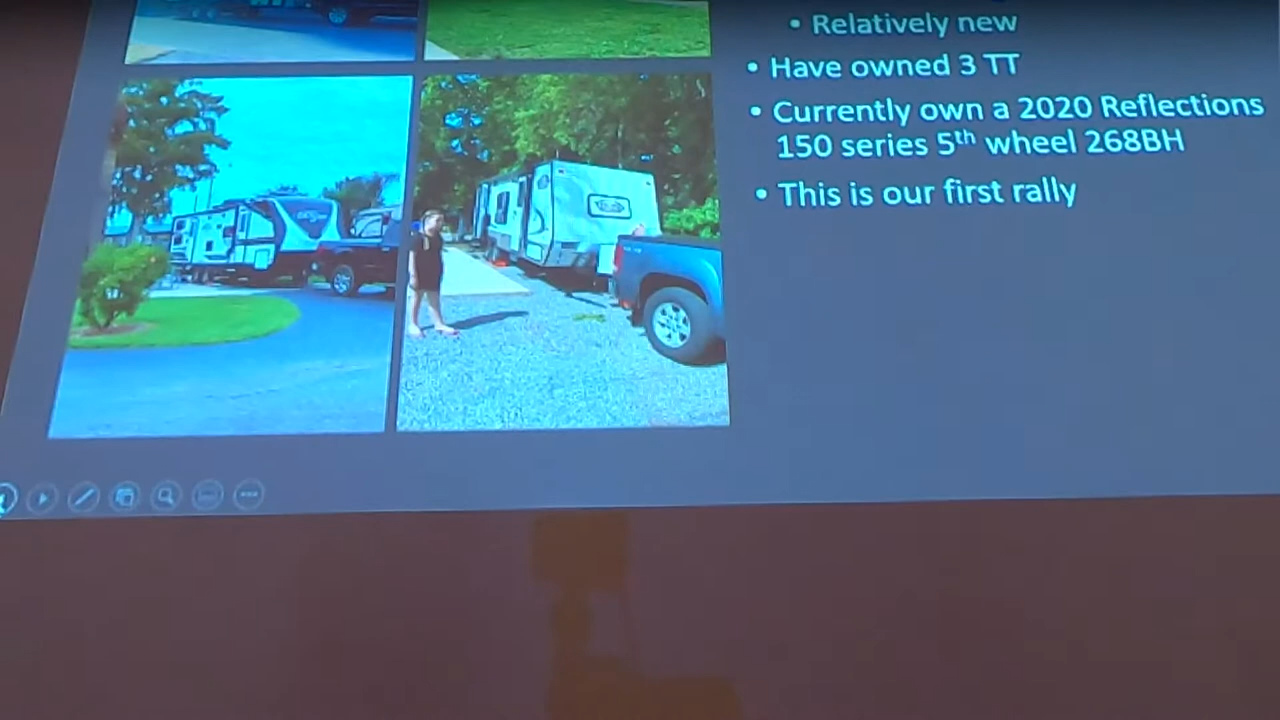 • Relatively new
• Have owned 3 TT
• Currently own a 2020 Reflections
150 series 5th wheel 268BH
• This is our first rally